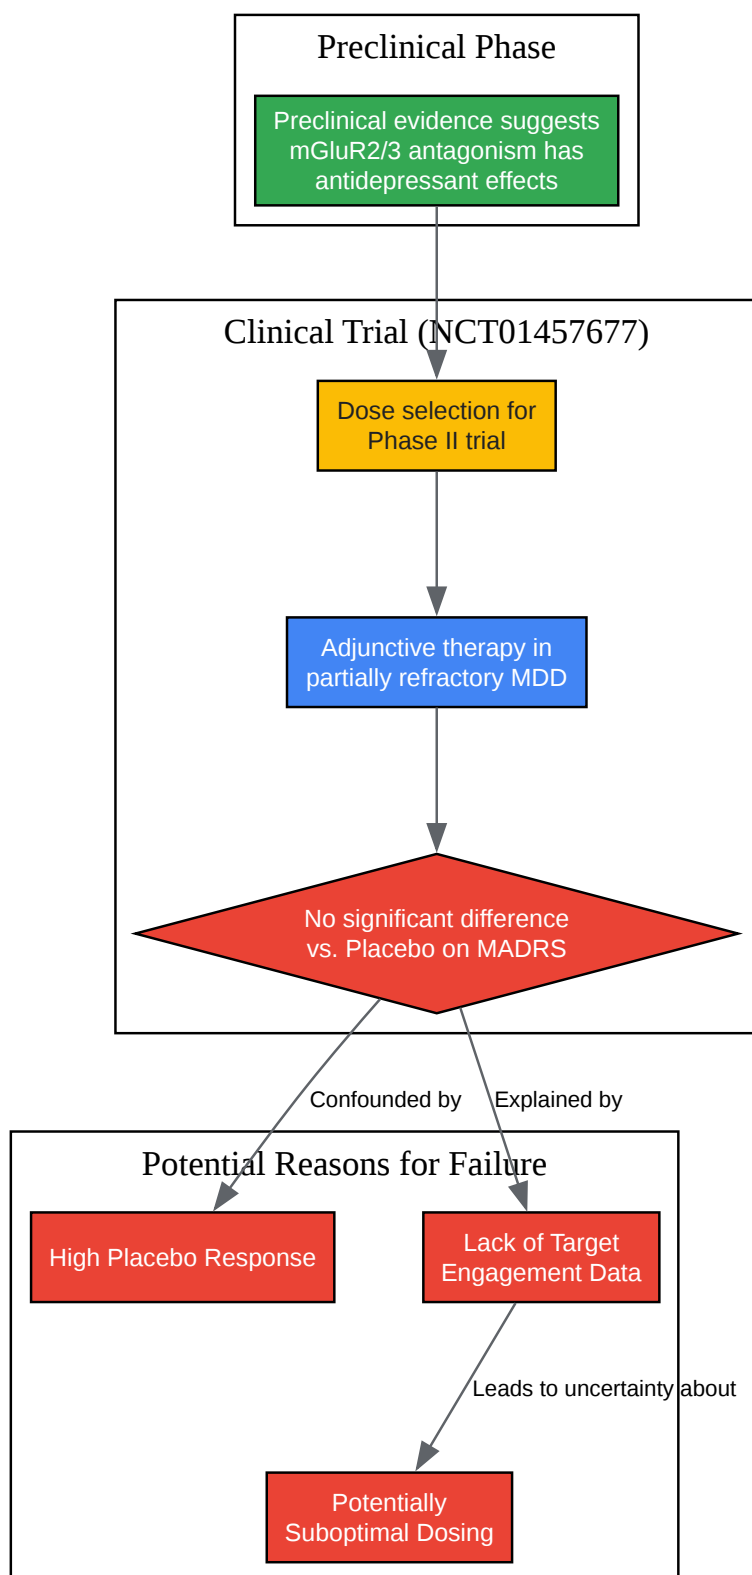 Preclinical Phase
Preclinical evidence suggests
mGluR2/3 antagonism has
antidepressant effects
Clinical Trial (NCT01457677)
Dose selection for
Phase II trial
Adjunctive therapy in
partially refractory MDD
No significant difference
vs. Placebo on MADRS
Confounded by
Explained by
Potential Reasons for Failure
High Placebo Response
Lack of Target
Engagement Data
Leads to uncertainty about
Potentially
Suboptimal Dosing